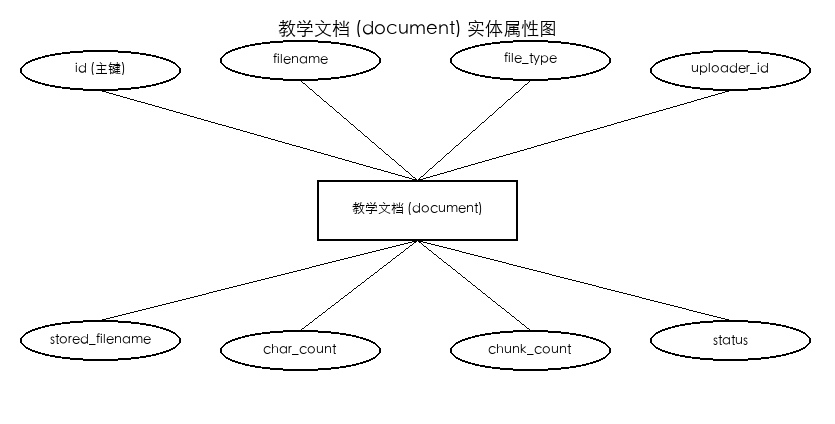 教学文档 (document) 实体属性图
id (主键)
filename
file_type
uploader_id
教学文档 (document)
stored_filename
char_count
chunk_count
status